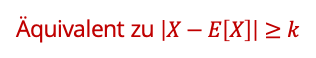 Äquivalent zu |X − E[X]| ≥ k